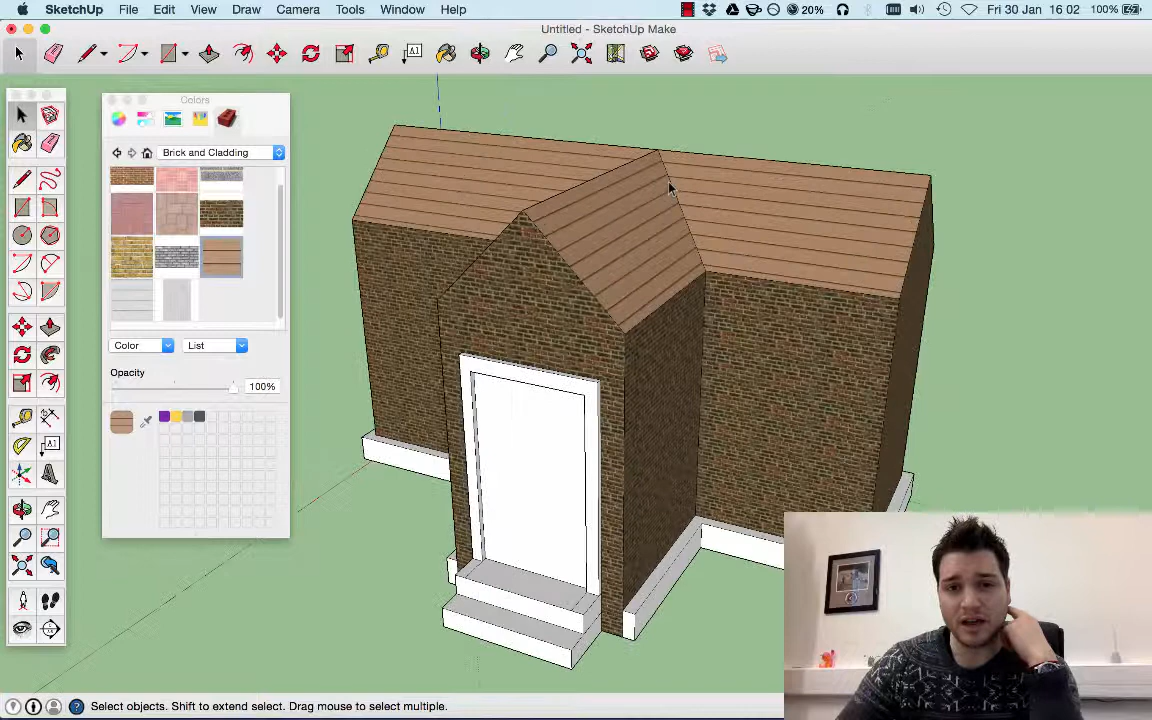 SketchUp File Edit View Draw Camera Tools Window Help 20% Fri 30 Jan 16 02 100%
Untitled - SketchUp Make
A1
Colors
Brick and Cladding
Color List
Opacity
100%
A1
Select objects. Shift to extend select. Drag mouse to select multiple.